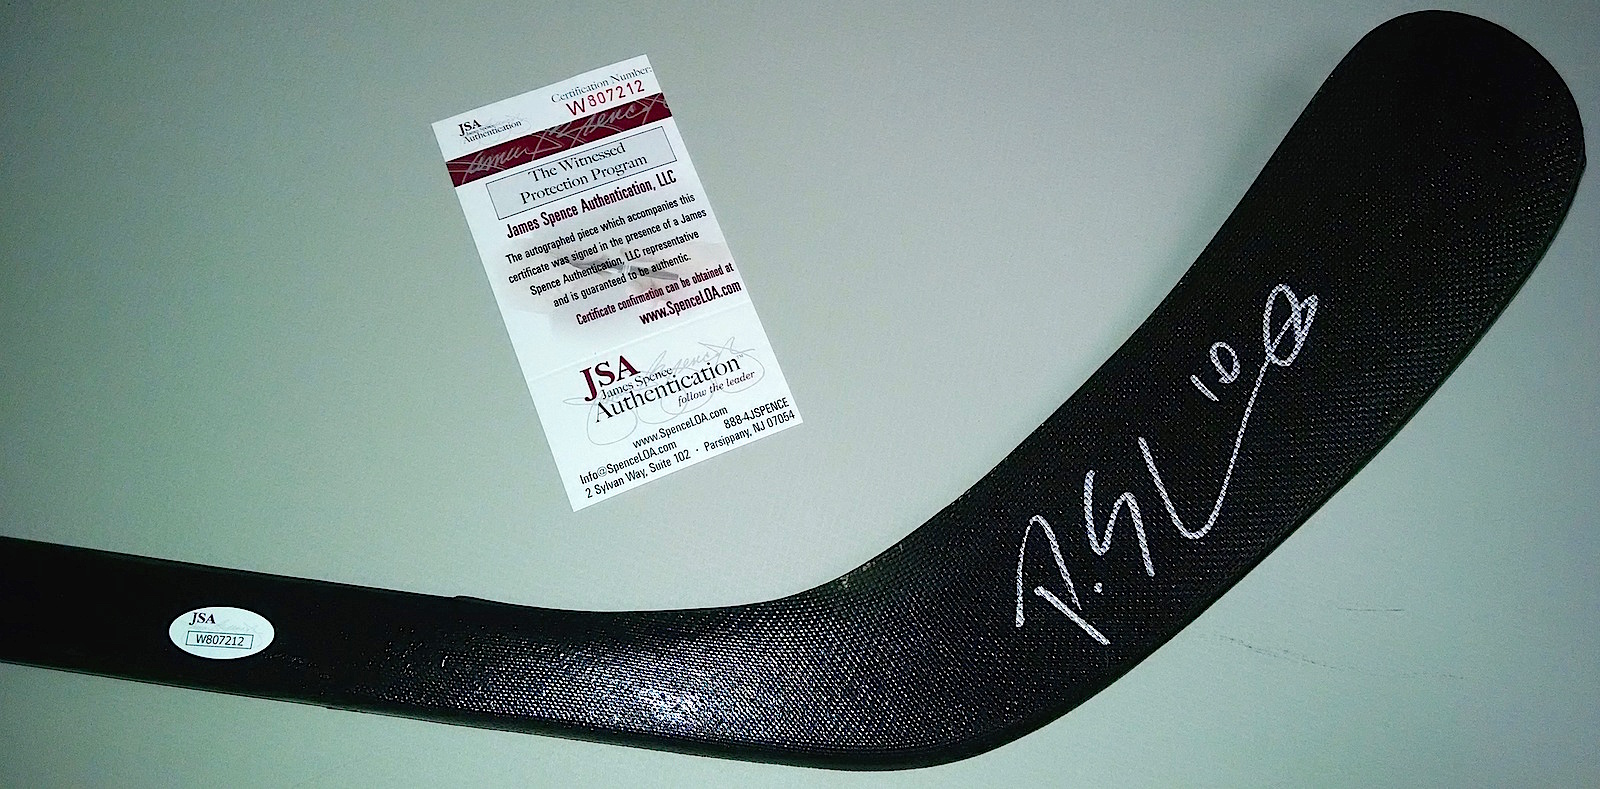 JSA
Authentication
Certification Number:
W807212
The Witnessed
Protection Program
James Spence Authentication, LLC
The autographed piece which accompanies this
certificate was signed in the presence of a James
Spence Authentication, LLC representative
and is guaranteed to be authentic.
Certificate confirmation can be obtained at
www.SpenceLOA.com
JSA
James Spence
Authentication™
follow the leader
www.SpenceLOA.com
Info@SpenceLOA.com 888-4JSPENCE
2 Sylvan Way, Suite 102 · Parsippany, NJ 07054
JSA
W807212
10